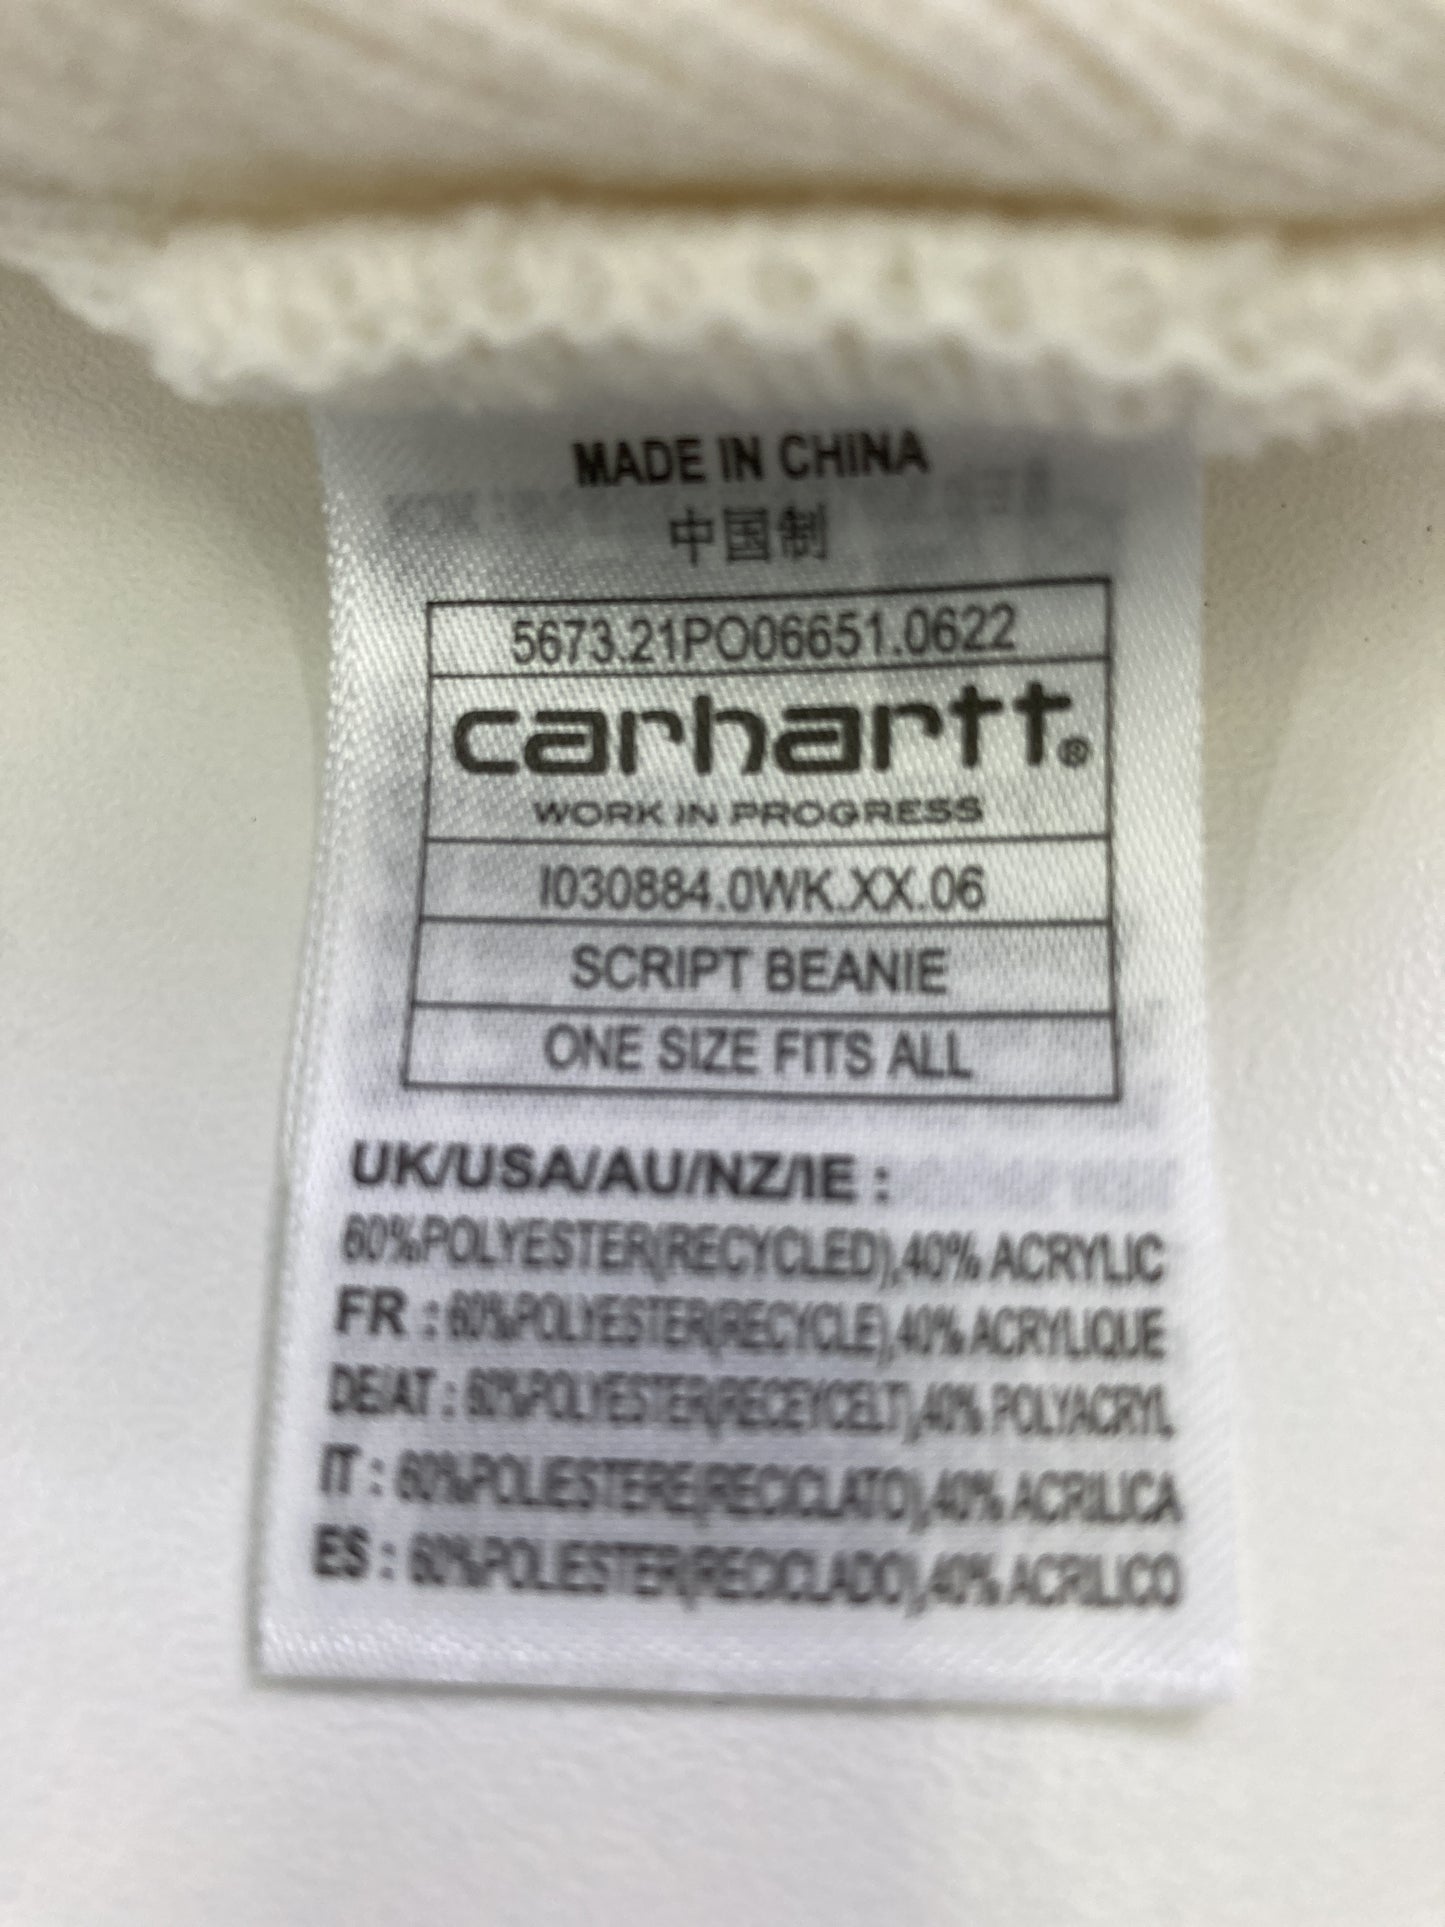 MADE IN CHINA
中国制
5673.21PO06651.0622
carhartt®
WORK IN PROGRESS
I030884.0WK.XX.06
SCRIPT BEANIE
ONE SIZE FITS ALL
UK/USA/AU/NZ/IE :
60%POLYESTER(RECYCLED),40% ACRYLIC
FR : 60%POLYESTER(RECYCLE),40% ACRYLIQUE
DE/AT : 60%POLYESTER(RECEYCELT),40% POLYACRYL
IT : 60%POLIESTERE(RECICLATO),40% ACRILICA
ES : 60%POLIESTER(RECICLADO),40% ACRILICO